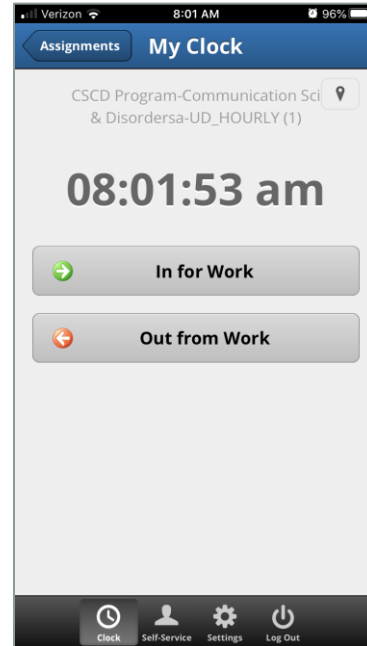 Verizon 8:01 AM 96%
Assignments My Clock
CSCD Program-Communication Sci
& Disordersa-UD_HOURLY (1)
08:01:53 am
In for Work
Out from Work
Clock Self-Service Settings Log Out